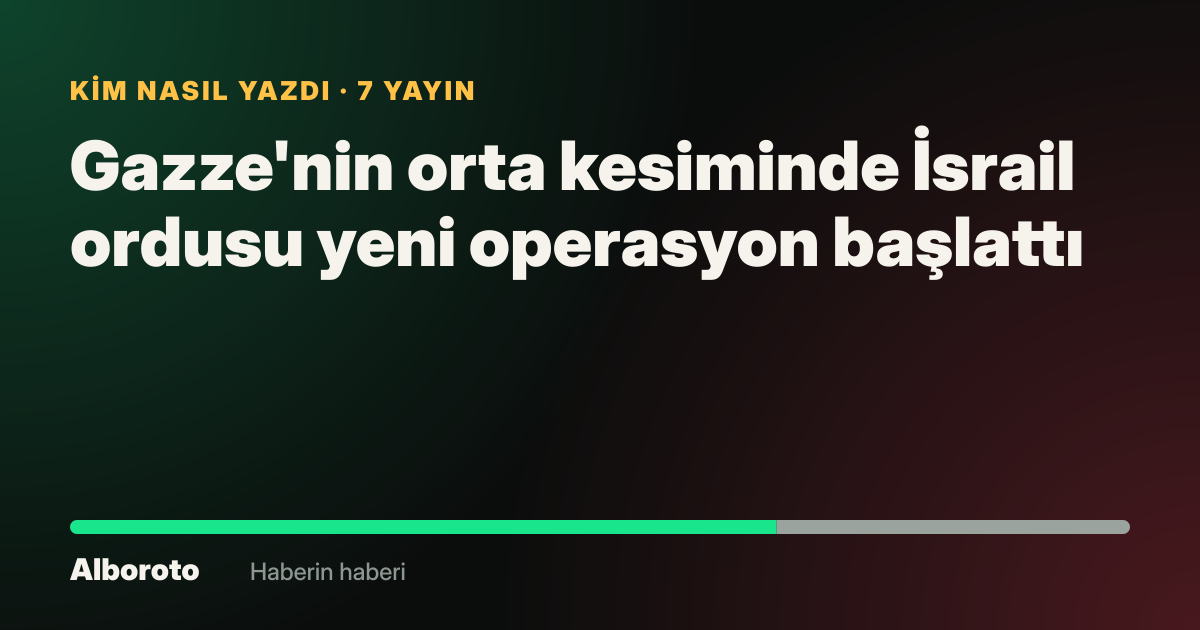 KİM NASIL YAZDI · 7 YAYIN
Gazze'nin orta kesiminde İsrail
ordusu yeni operasyon başlattı
Alboroto
Haberin haberi